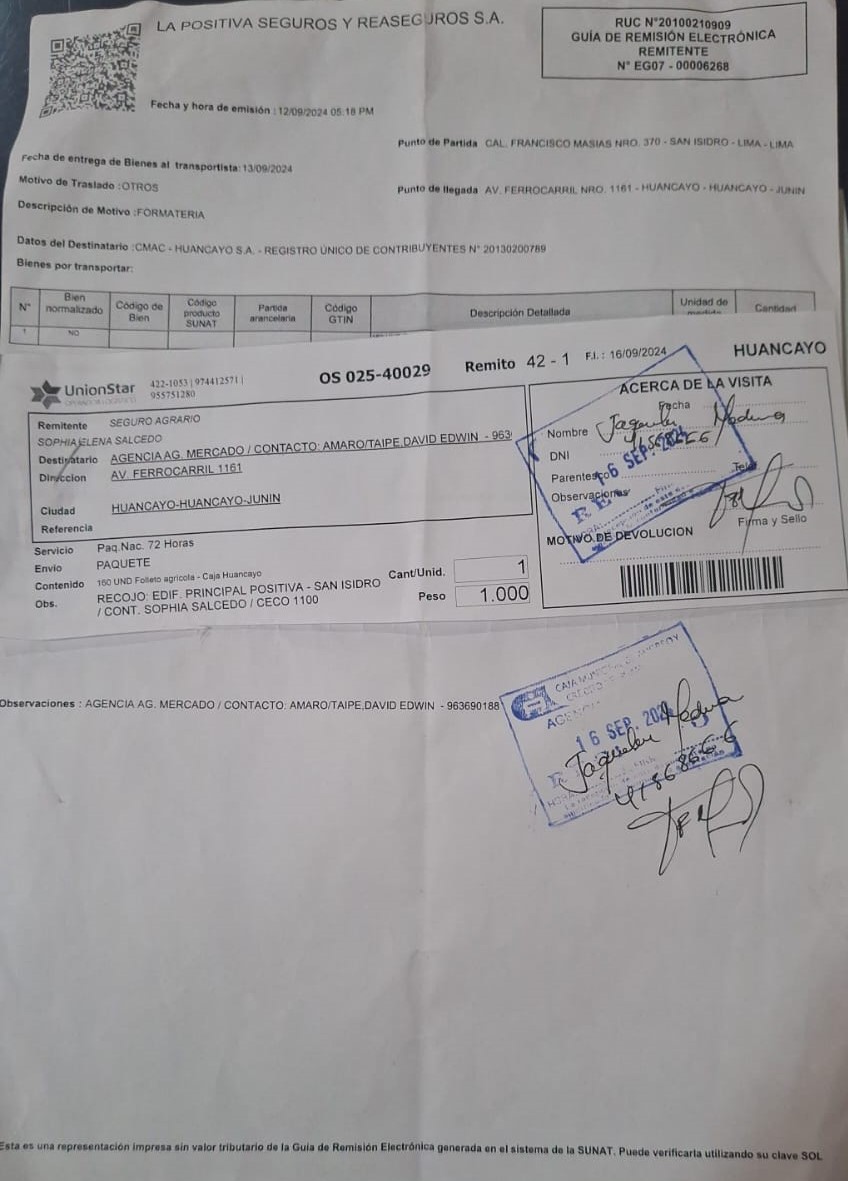 LA POSITIVA SEGUROS Y REASEGUROS S.A.
RUC N°20100210909
GUÍA DE REMISIÓN ELECTRÓNICA
REMITENTE
N° EG07 - 00006268
Fecha y hora de emisión : 12/09/2024 05:18 PM
Punto de Partida CAL. FRANCISCO MASIAS NRO. 370 - SAN ISIDRO - LIMA - LIMA
Fecha de entrega de Bienes al transportista: 13/09/2024
Motivo de Traslado :OTROS
Punto de llegada AV. FERROCARRIL NRO. 1161 - HUANCAYO - HUANCAYO - JUNIN
Descripción de Motivo :FORMATERIA
Datos del Destinatario :CMAC - HUANCAYO S.A. - REGISTRO ÚNICO DE CONTRIBUYENTES N° 20130200789
Bienes por transportar:
N° Bien normalizado Código de Bien Código producto SUNAT Partida arancelaria Código GTIN Descripción Detallada Unidad de Cantidad
1 NO
UnionStar
422-1053 | 974412571 |
955751280
OS 025-40029
Remito 42 - 1 F.I.: 16/09/2024 HUANCAYO
Remitente SEGURO AGRARIO
SOPHIA ELENA SALCEDO
Destinatario AGENCIA AG. MERCADO / CONTACTO: AMARO/TAIPE,DAVID EDWIN - 963
Direccion AV. FERROCARRIL 1161
Ciudad HUANCAYO-HUANCAYO-JUNIN
Referencia
Servicio Paq.Nac. 72 Horas
Envio PAQUETE
Contenido 160 UND Folleto agricola - Caja Huancayo
Obs. RECOJO: EDIF. PRINCIPAL POSITIVA - SAN ISIDRO
/ CONT. SOPHIA SALCEDO / CECO 1100
Cant/Unid. 1
Peso 1.000
ACERCA DE LA VISITA
Fecha
Nombre Medina
DNI
Parentesco
Telef
Observaciones
16 SEP. 2024
MOTIVO DE DEVOLUCION
Firma y Sello
Observaciones : AGENCIA AG. MERCADO / CONTACTO: AMARO/TAIPE,DAVID EDWIN - 963690188
CAJA MUNICIPAL
16 SEP. 202
Medina
41868666
Esta es una representación impresa sin valor tributario de la Guía de Remisión Electrónica generada en el sistema de la SUNAT. Puede verificarla utilizando su clave SOL